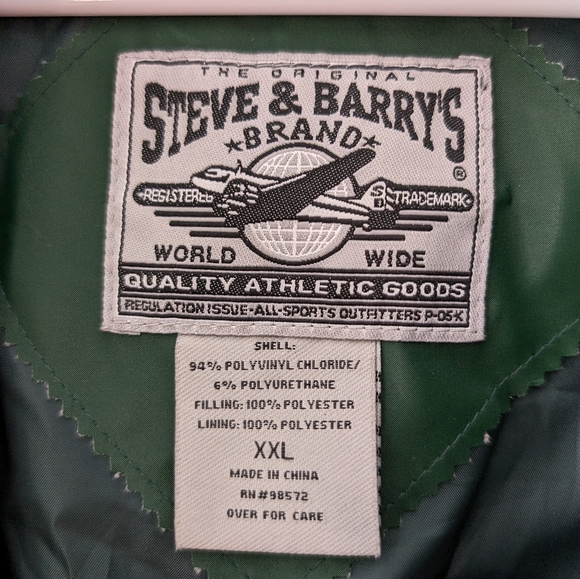 THE ORIGINAL
STEVE & BARRY'S
®
★BRAND★
REGISTERED TRADEMARK
SB
WORLD WIDE
QUALITY ATHLETIC GOODS
REGULATION ISSUE-ALL-SPORTS OUTFITTERS P-05-K
SHELL:
94% POLYVINYL CHLORIDE/
6% POLYURETHANE
FILLING: 100% POLYESTER
LINING: 100% POLYESTER
XXL
MADE IN CHINA
RN#98572
OVER FOR CARE